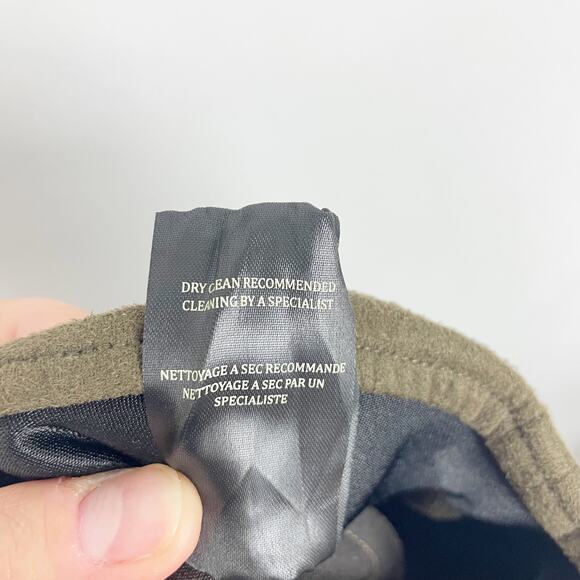 DRY CLEAN RECOMMENDED
CLEANING BY A SPECIALIST
NETTOYAGE A SEC RECOMMANDE
NETTOYAGE A SEC PAR UN
SPECIALISTE